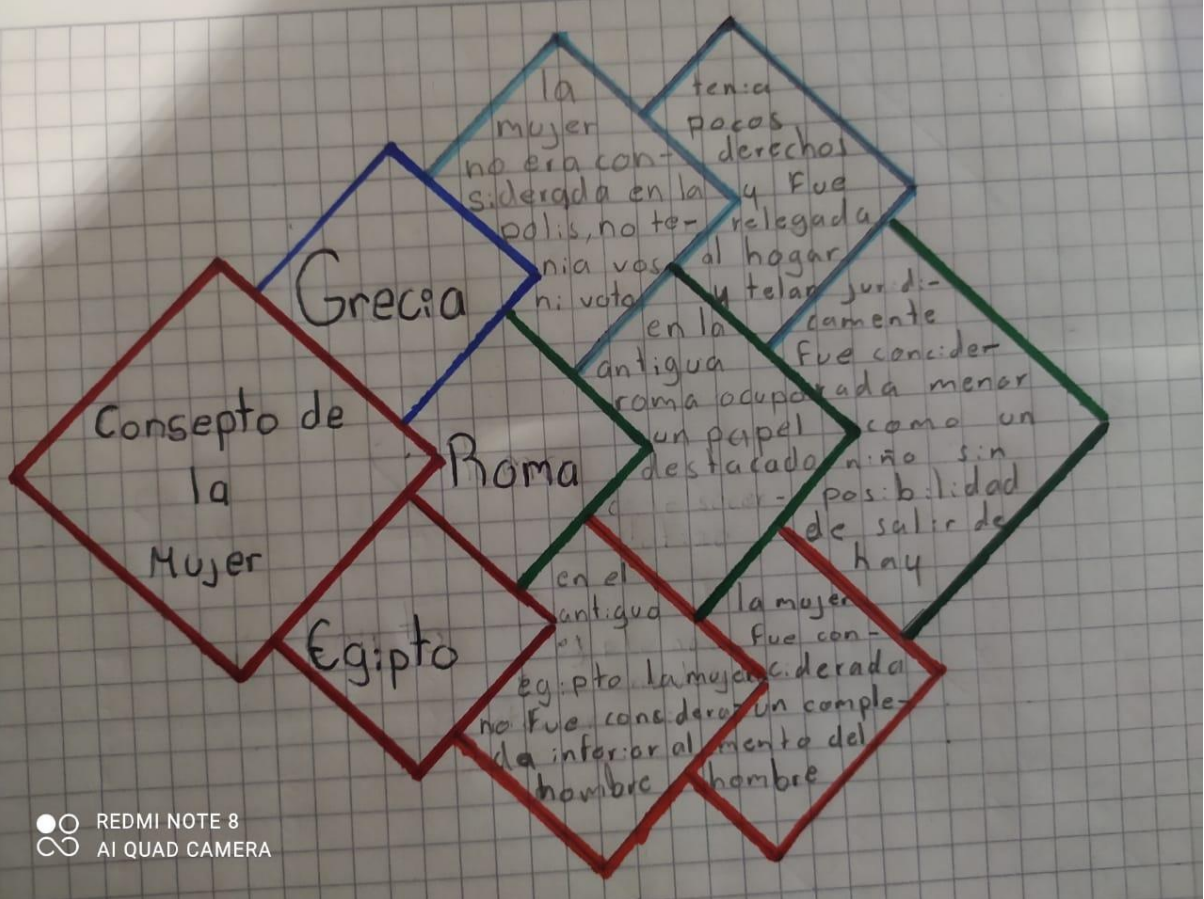 Consepto de
la
Mujer
Grecia
la
mujer
no era con-
siderada en la
polis, no te-
nia vos
ni voto
tenia
pocos
derechos
y Fue
relegada
al hogar
y telar
Roma
en la
antigua
roma ocupo
un papel
destacado
juridi-
camente
fue concider-
rada menor
como un
niño sin
posibilidad
de salir de
hay
Egipto
en el
antiguo
egipto la mujer
no Fue considera-
da inferior al
hombre
la mujer
fue con-
ciderada
un comple-
mento del
hombre
REDMI NOTE 8
AI QUAD CAMERA